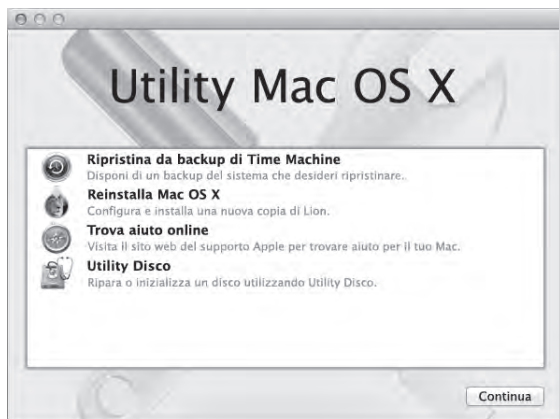 Utility Mac OS X
Ripristina da backup di Time Machine
Disponi di un backup del sistema che desideri ripristinare.
Reinstalla Mac OS X
Configura e installa una nuova copia di Lion.
Trova aiuto online
Visita il sito web del supporto Apple per trovare aiuto per il tuo Mac.
Utility Disco
Ripara o inizializza un disco utilizzando Utility Disco.
Continua